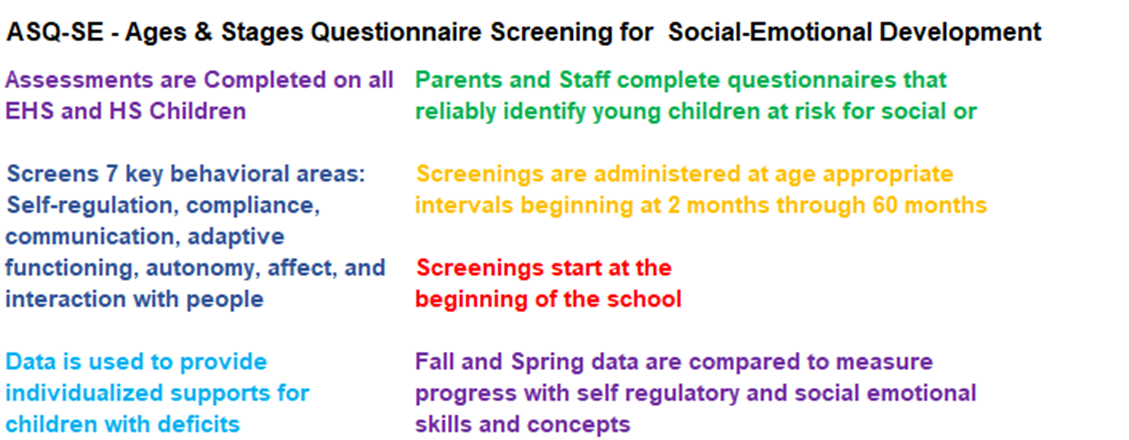 ASQ-SE - Ages & Stages Questionnaire Screening for Social-Emotional Development
Assessments are Completed on all
EHS and HS Children
Parents and Staff complete questionnaires that
reliably identify young children at risk for social or
Screens 7 key behavioral areas:
Self-regulation, compliance,
communication, adaptive
functioning, autonomy, affect, and
interaction with people
Screenings are administered at age appropriate
intervals beginning at 2 months through 60 months
Screenings start at the
beginning of the school
Data is used to provide
individualized supports for
children with deficits
Fall and Spring data are compared to measure
progress with self regulatory and social emotional
skills and concepts